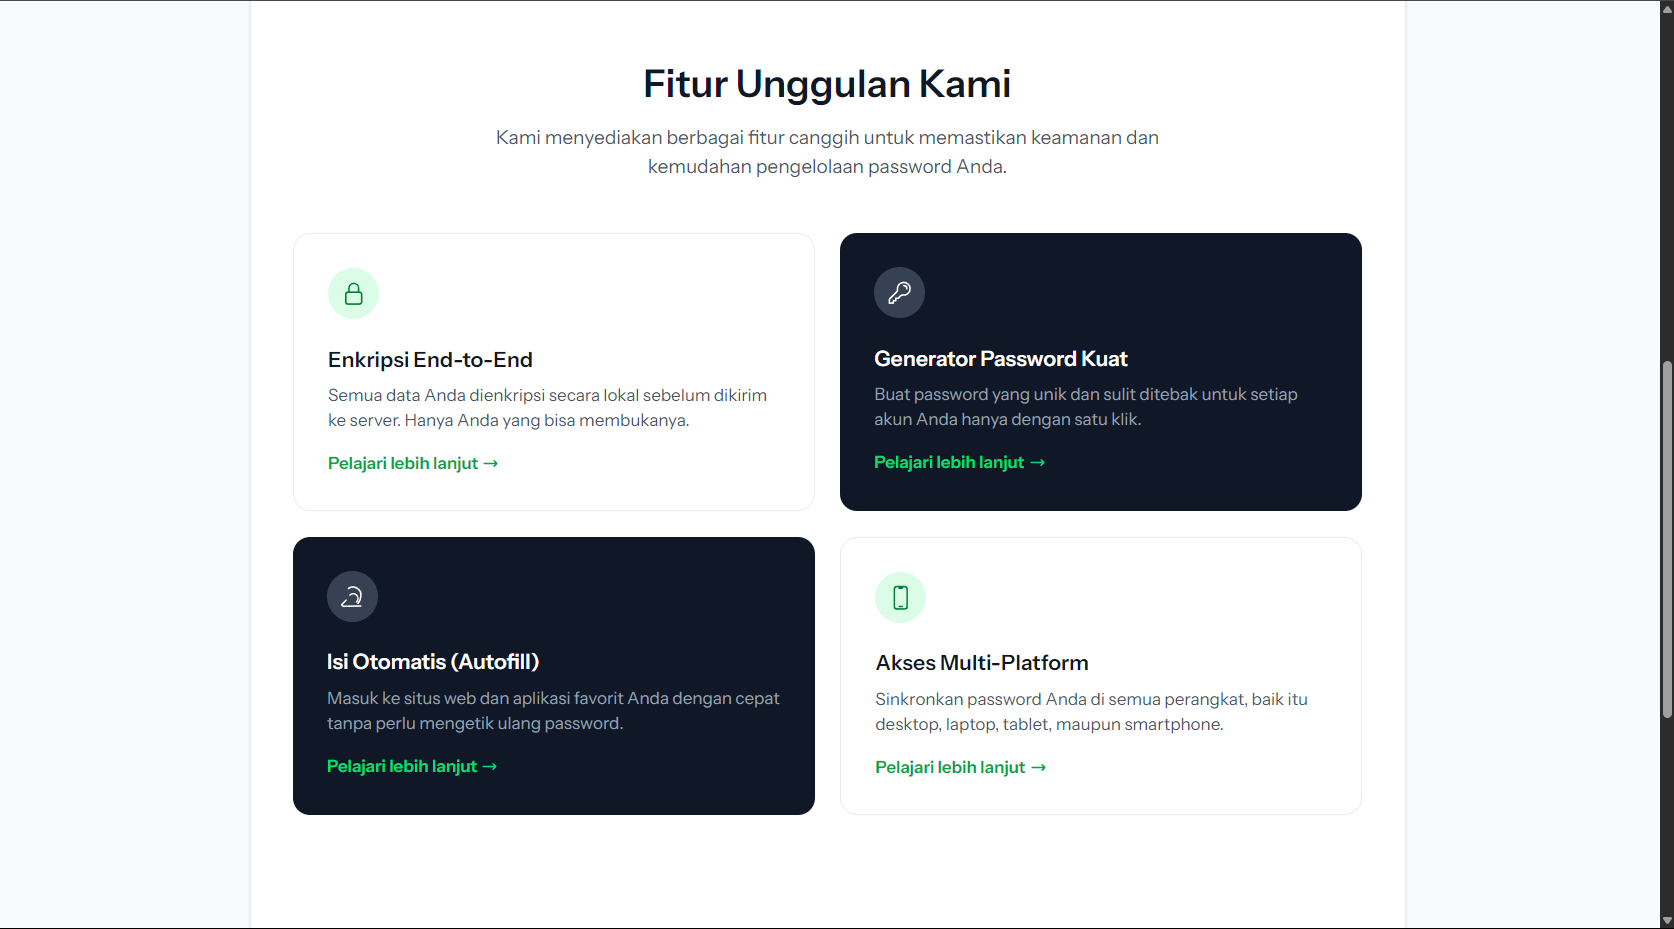 Fitur Unggulan Kami
Kami menyediakan berbagai fitur canggih untuk memastikan keamanan dan
kemudahan pengelolaan password Anda.
Enkripsi End-to-End
Semua data Anda dienkripsi secara lokal sebelum dikirim
ke server. Hanya Anda yang bisa membukanya.
Pelajari lebih lanjut →
Generator Password Kuat
Buat password yang unik dan sulit ditebak untuk setiap
akun Anda hanya dengan satu klik.
Pelajari lebih lanjut →
Isi Otomatis (Autofill)
Masuk ke situs web dan aplikasi favorit Anda dengan cepat
tanpa perlu mengetik ulang password.
Pelajari lebih lanjut →
Akses Multi-Platform
Sinkronkan password Anda di semua perangkat, baik itu
desktop, laptop, tablet, maupun smartphone.
Pelajari lebih lanjut →